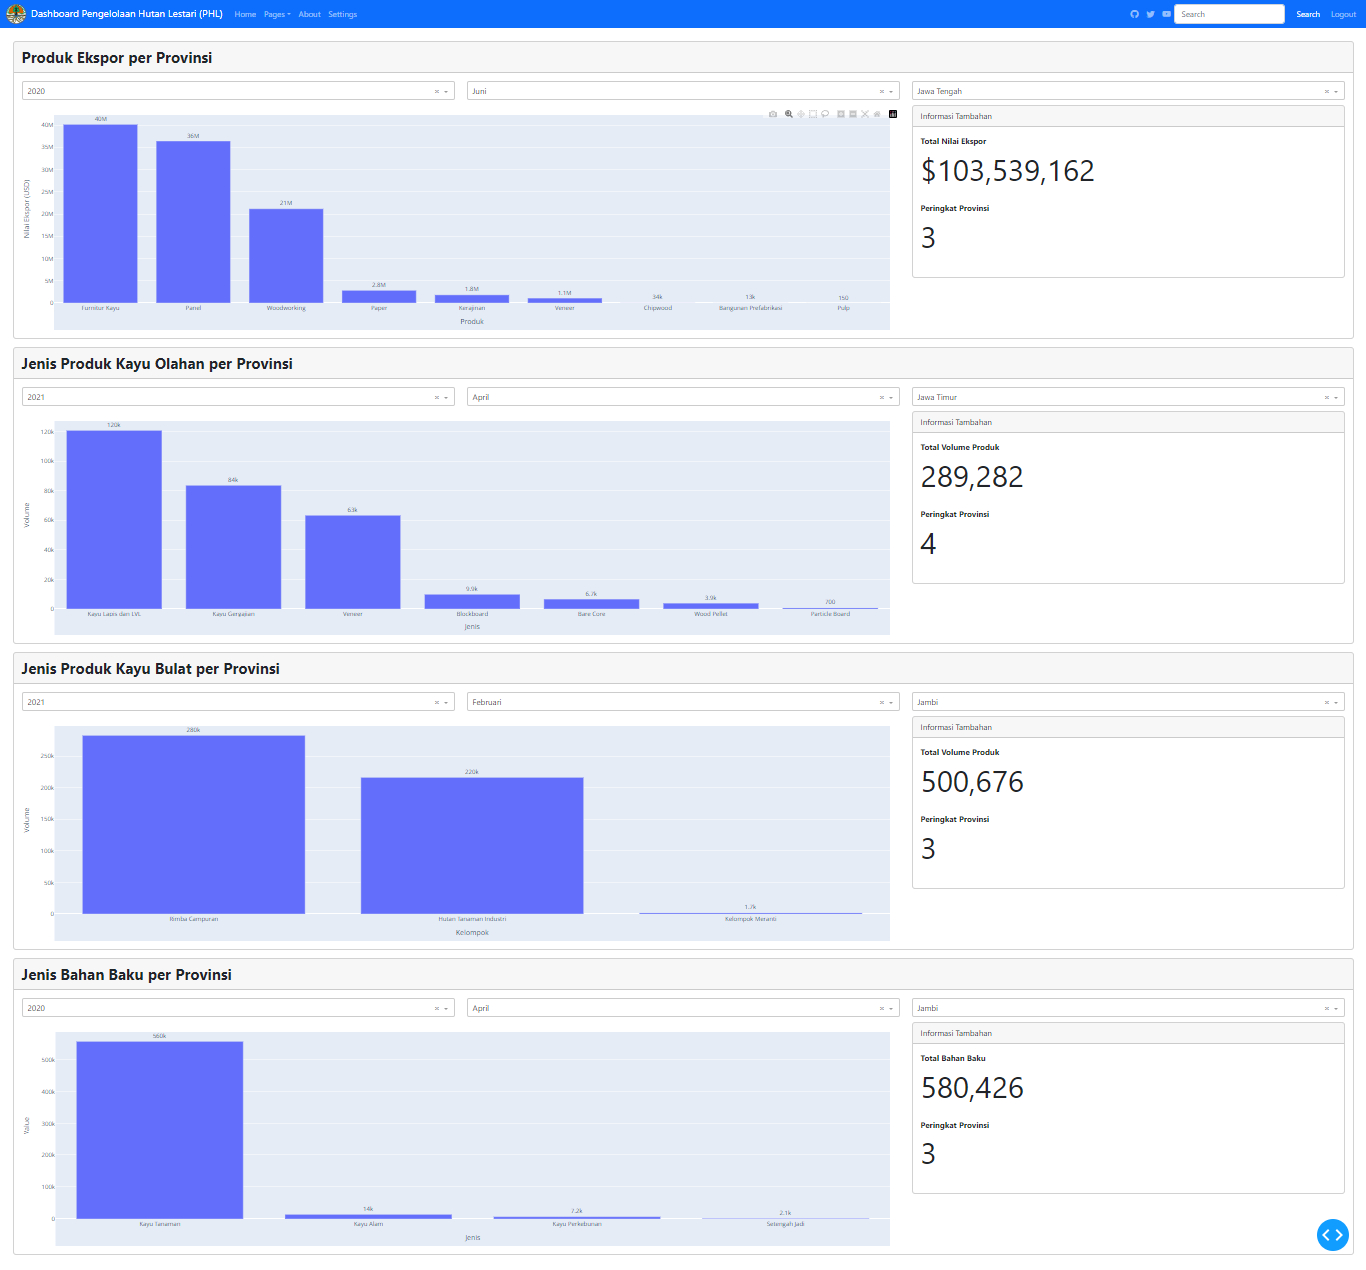 Dashboard Pengelolaan Hutan Lestari (PHL) Home Pages About Settings Search Search Logout
Produk Ekspor per Provinsi
2020 Juni Jawa Tengah
Informasi Tambahan
Total Nilai Ekspor
$103,539,162
Peringkat Provinsi
3
Nilai Ekspor (USD)
40M
35M
30M
25M
20M
15M
10M
5M
0
40M 36M 21M 2.8M 1.8M 1.1M 34k 13k 150
Furnitur Kayu Panel Woodworking Paper Kerajinan Veneer Chipwood Bangunan Prefabrikasi Pulp
Produk
Jenis Produk Kayu Olahan per Provinsi
2021 April Jawa Timur
Informasi Tambahan
Total Volume Produk
289,282
Peringkat Provinsi
4
Volume
120k
100k
80k
60k
40k
20k
0
120k 84k 63k 9.9k 6.7k 3.9k 700
Kayu Lapis dan LVL Kayu Gergajian Veneer Blockboard Bare Core Wood Pellet Particle Board
Jenis
Jenis Produk Kayu Bulat per Provinsi
2021 Februari Jambi
Informasi Tambahan
Total Volume Produk
500,676
Peringkat Provinsi
3
Volume
250k
200k
150k
100k
50k
0
280k 220k 1.7k
Rimba Campuran Hutan Tanaman Industri Kelompok Meranti
Kelompok
Jenis Bahan Baku per Provinsi
2020 April Jambi
Informasi Tambahan
Total Bahan Baku
580,426
Peringkat Provinsi
3
Value
500k
400k
300k
200k
100k
0
560k 14k 7.2k 2.1k
Kayu Tanaman Kayu Alam Kayu Perkebunan Setengah Jadi
Jenis